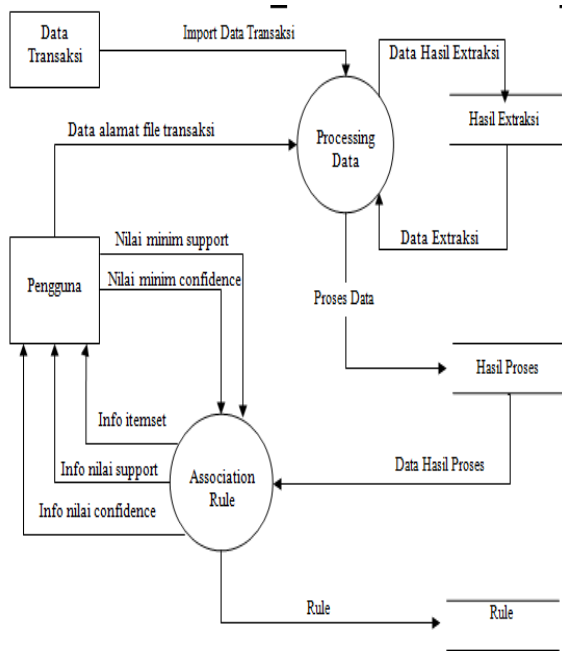 Data
Transaksi
Import Data Transaksi
Data Hasil Extraksi
Hasil Extraksi
Processing
Data
Data alamat file transaksi
Data Extraksi
Nilai minim support
Nilai minim confidence
Pengguna
Proses Data
Hasil Proses
Info itemset
Info nilai support
Info nilai confidence
Association
Rule
Data Hasil Proses
Rule
Rule